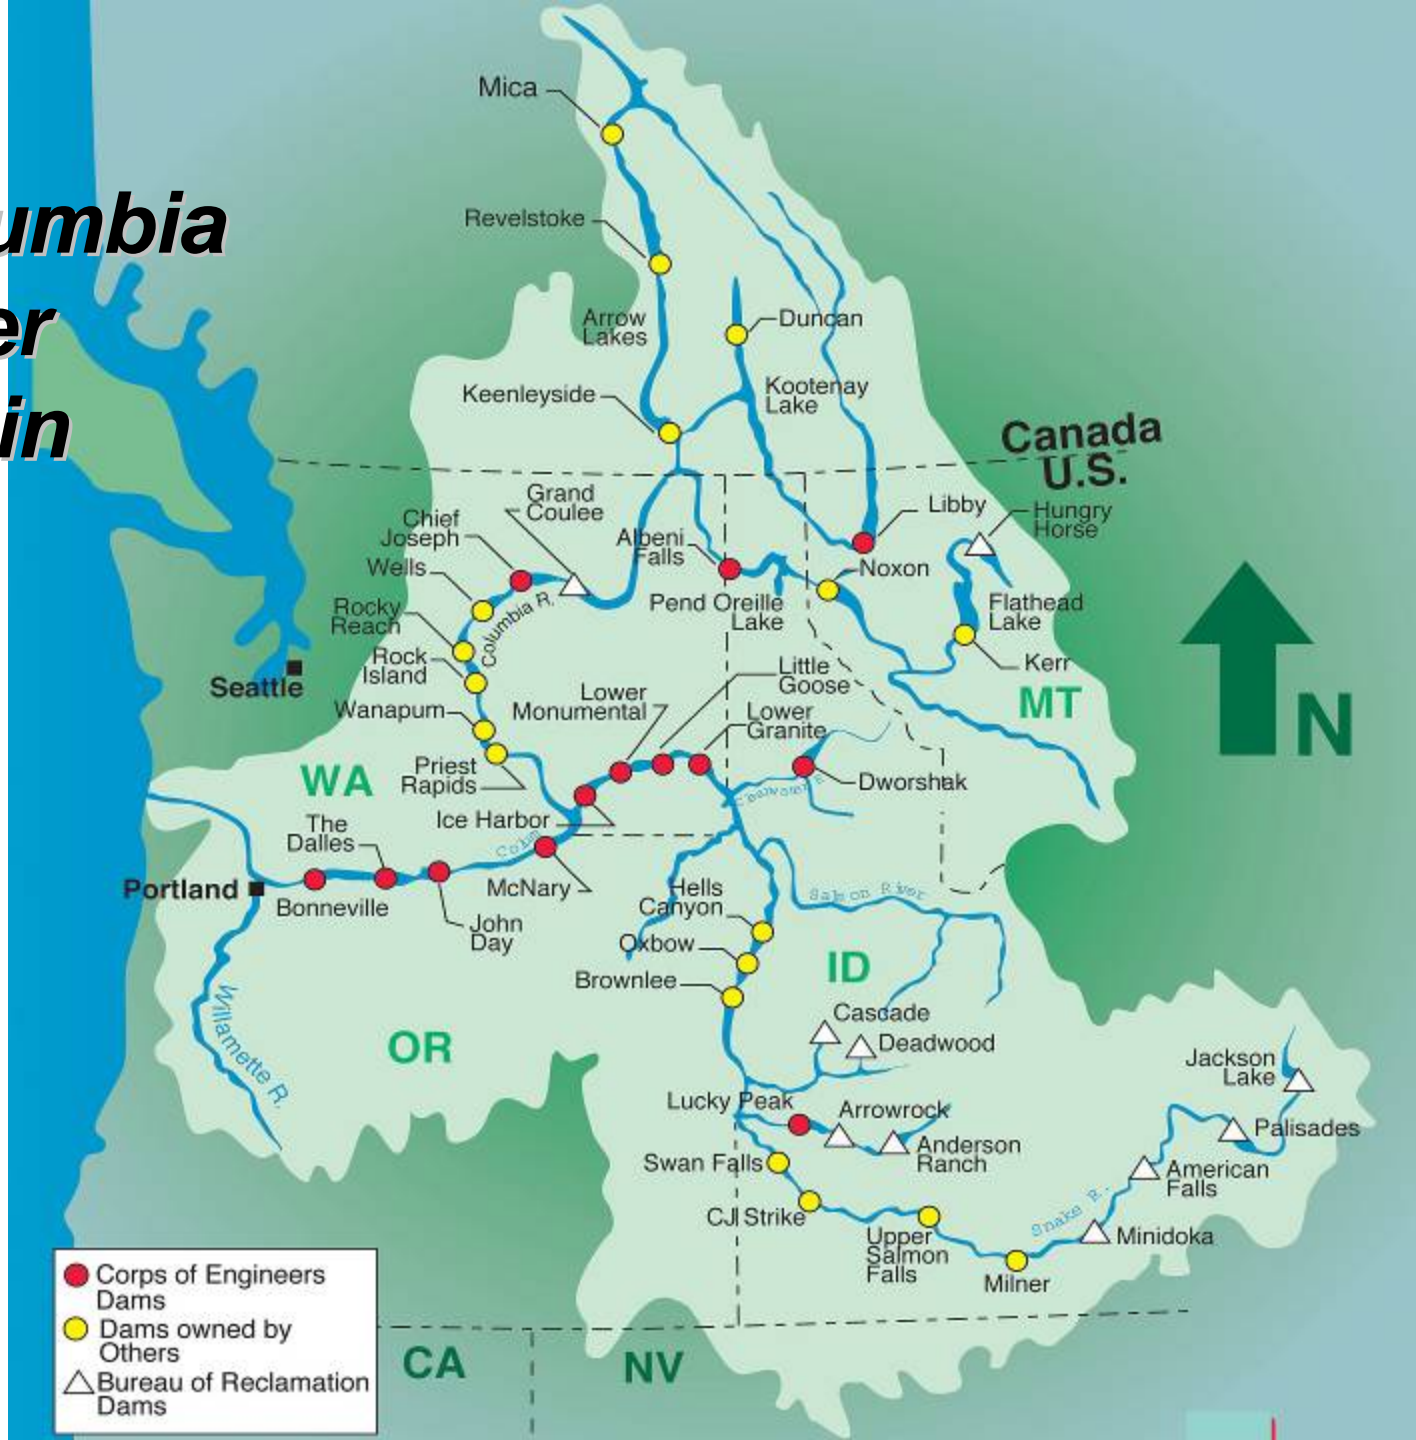 umbia
er
in
Mica
Revelstoke
Arrow
Lakes
Duncan
Keenleyside
Kootenay
Lake
Canada
U.S.
Grand
Coulee
Chief
Joseph
Albeni
Falls
Libby
Hungry
Horse
Wells
Noxon
Columbia R.
Rocky
Reach
Pend Oreille
Lake
Flathead
Lake
Rock
Island
Kerr
Seattle
Little
Goose
Lower
Monumental
Wanapum
Lower
Granite
MT
N
WA
Priest
Rapids
Dworshak
Ice Harbor
The
Dalles
Portland
Bonneville
McNary
John
Day
Hells
Canyon
Salmon River
Oxbow
Brownlee
ID
Cascade
Deadwood
OR
Willamette R.
Jackson
Lake
Lucky Peak
Arrowrock
Anderson
Ranch
Palisades
Swan Falls
American
Falls
CJ Strike
Snake R.
Upper
Salmon
Falls
Minidoka
Milner
Corps of Engineers
Dams
Dams owned by
Others
Bureau of Reclamation
Dams
CA
NV